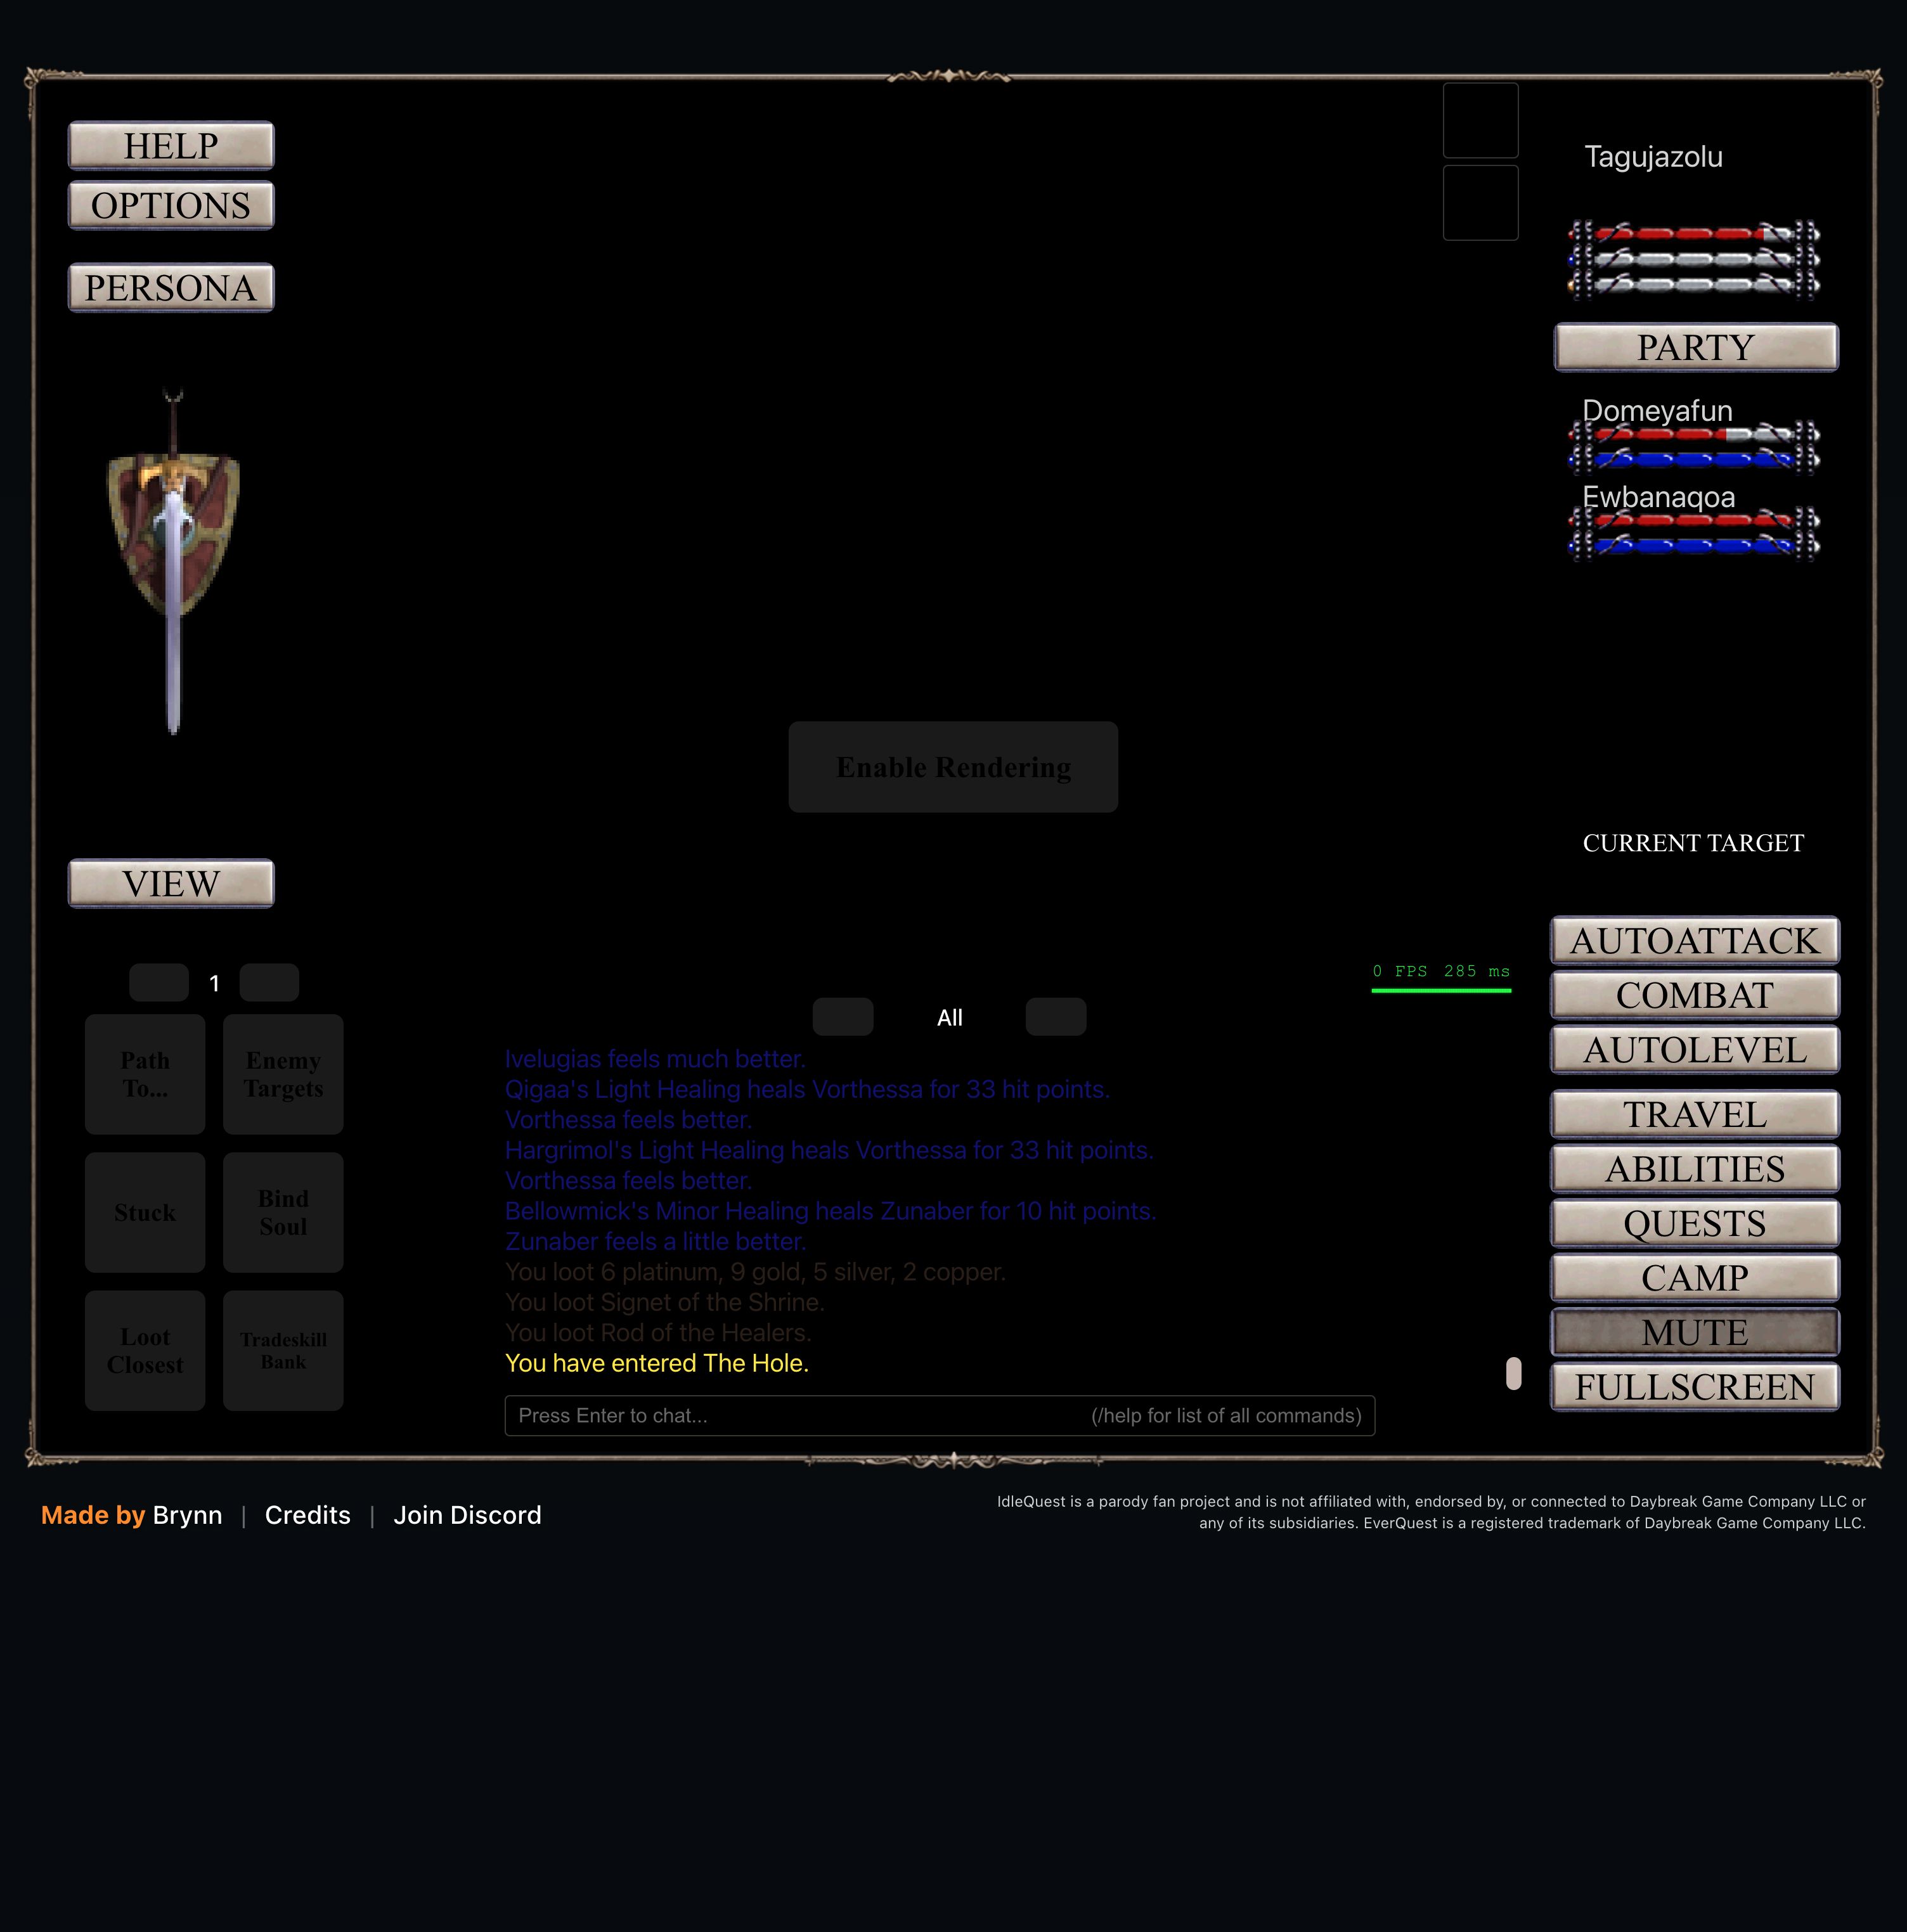 HELP
OPTIONS
PERSONA
VIEW
1
Path
To...
Enemy
Targets
Stuck
Bind
Soul
Loot
Closest
Tradeskill
Bank
Enable Rendering
0 FPS 285 ms
All
Ivelugias feels much better.
Qigaa's Light Healing heals Vorthessa for 33 hit points.
Vorthessa feels better.
Hargrimol's Light Healing heals Vorthessa for 33 hit points.
Vorthessa feels better.
Bellowmick's Minor Healing heals Zunaber for 10 hit points.
Zunaber feels a little better.
You loot 6 platinum, 9 gold, 5 silver, 2 copper.
You loot Signet of the Shrine.
You loot Rod of the Healers.
You have entered The Hole.
Press Enter to chat... (/help for list of all commands)
Tagujazolu
PARTY
Domeyafun
Ewbanaqoa
CURRENT TARGET
AUTOATTACK
COMBAT
AUTOLEVEL
TRAVEL
ABILITIES
QUESTS
CAMP
MUTE
FULLSCREEN
Made by Brynn | Credits | Join Discord
IdleQuest is a parody fan project and is not affiliated with, endorsed by, or connected to Daybreak Game Company LLC or
any of its subsidiaries. EverQuest is a registered trademark of Daybreak Game Company LLC.